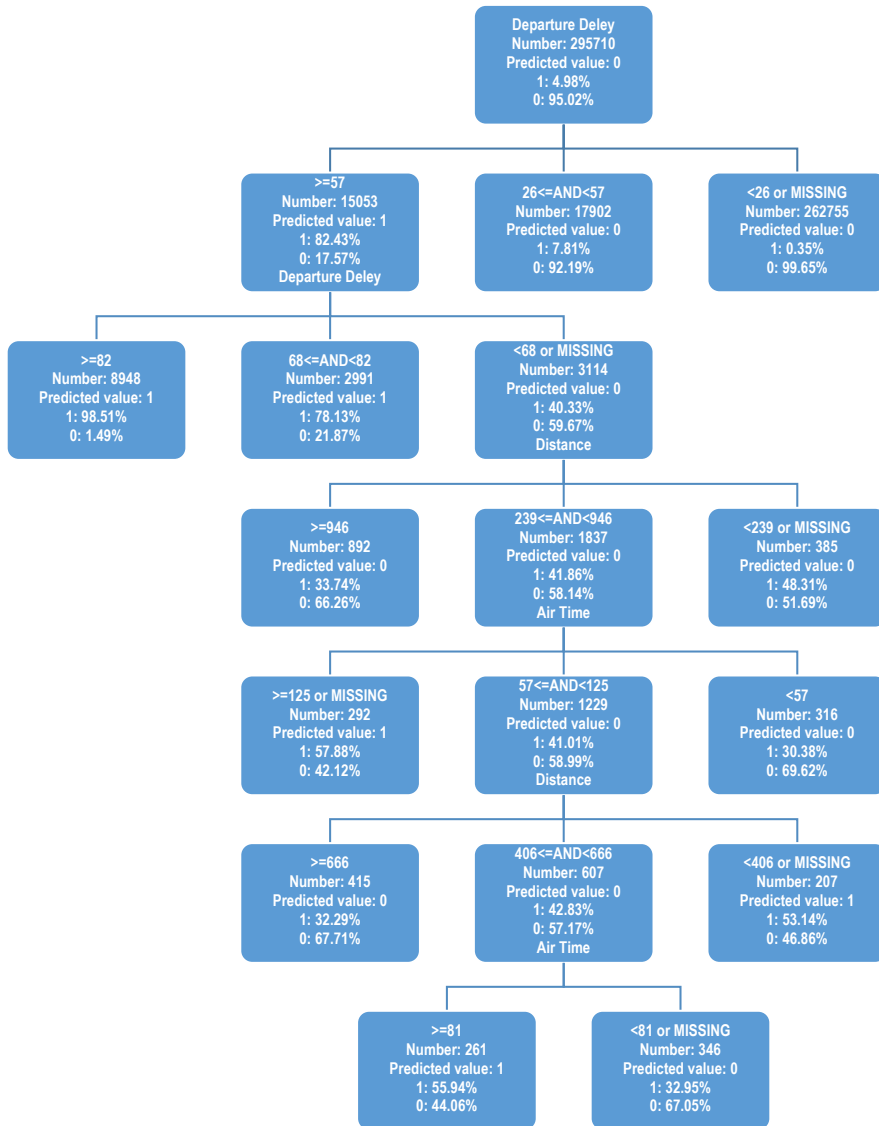 Departure Deley
Number: 295710
Predicted value: 0
1: 4.98%
0: 95.02%
>=57
Number: 15053
Predicted value: 1
1: 82.43%
0: 17.57%
Departure Deley
26<=AND<57
Number: 17902
Predicted value: 0
1: 7.81%
0: 92.19%
<26 or MISSING
Number: 262755
Predicted value: 0
1: 0.35%
0: 99.65%
>=82
Number: 8948
Predicted value: 1
1: 98.51%
0: 1.49%
68<=AND<82
Number: 2991
Predicted value: 1
1: 78.13%
0: 21.87%
<68 or MISSING
Number: 3114
Predicted value: 0
1: 40.33%
0: 59.67%
Distance
>=946
Number: 892
Predicted value: 0
1: 33.74%
0: 66.26%
239<=AND<946
Number: 1837
Predicted value: 0
1: 41.86%
0: 58.14%
Air Time
<239 or MISSING
Number: 385
Predicted value: 0
1: 48.31%
0: 51.69%
>=125 or MISSING
Number: 292
Predicted value: 1
1: 57.88%
0: 42.12%
57<=AND<125
Number: 1229
Predicted value: 0
1: 41.01%
0: 58.99%
Distance
<57
Number: 316
Predicted value: 0
1: 30.38%
0: 69.62%
>=666
Number: 415
Predicted value: 0
1: 32.29%
0: 67.71%
406<=AND<666
Number: 607
Predicted value: 0
1: 42.83%
0: 57.17%
Air Time
<406 or MISSING
Number: 207
Predicted value: 1
1: 53.14%
0: 46.86%
>=81
Number: 261
Predicted value: 1
1: 55.94%
0: 44.06%
<81 or MISSING
Number: 346
Predicted value: 0
1: 32.95%
0: 67.05%